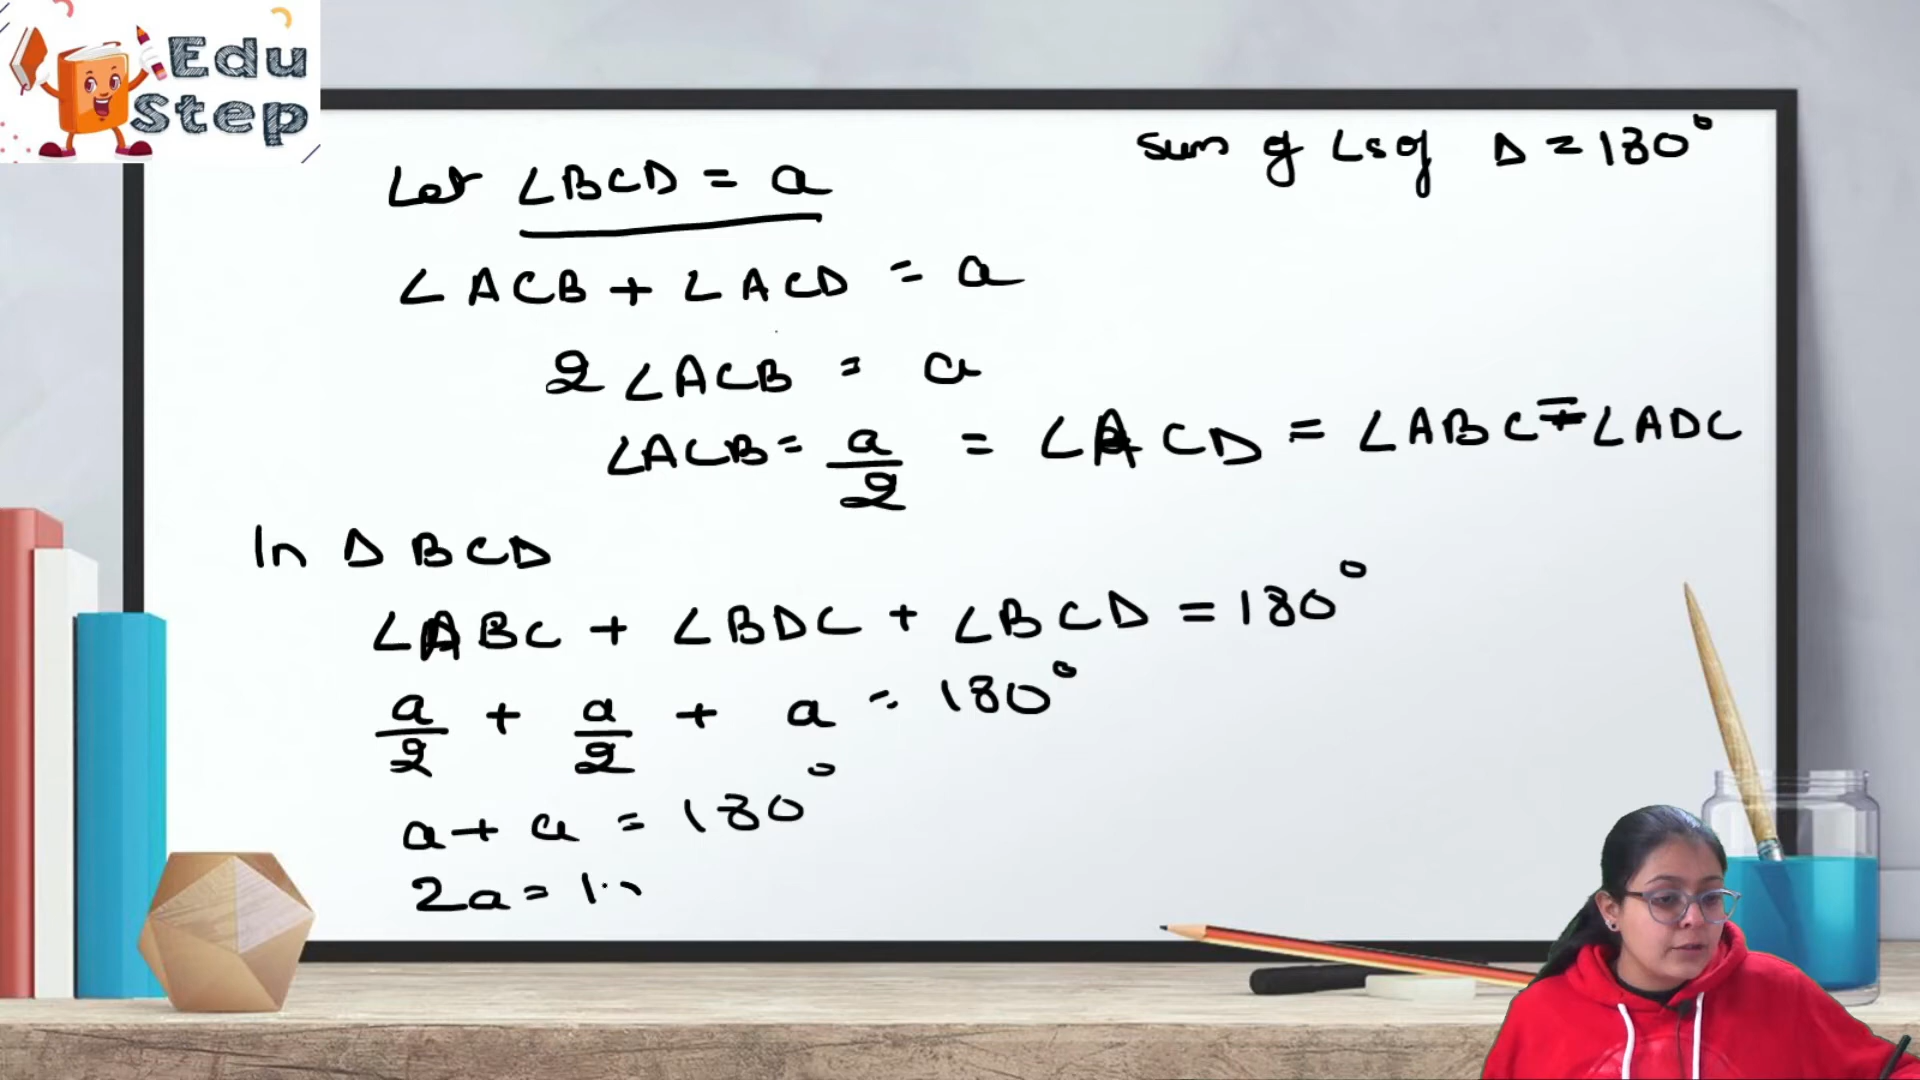 Edu
Step
Sum of ∠s of Δ = 180°
Let ∠BCD = a
∠ACB + ∠ACD = a
2 ∠ACB = a
∠ACB = a/2 = ∠ACD = ∠ABC = ∠ADC
In Δ BCD
∠ABC + ∠BDC + ∠BCD = 180°
a/2 + a/2 + a = 180°
a + a = 180°
2a =